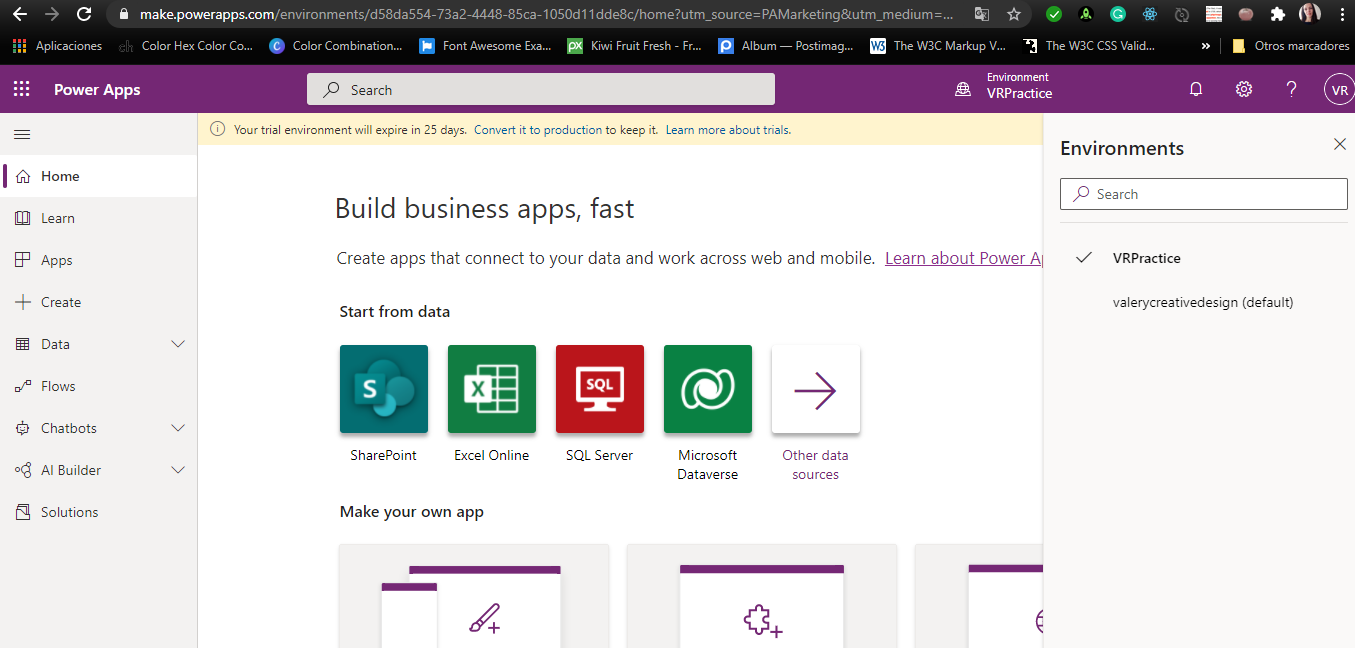 make.powerapps.com/environments/d58da554-73a2-4448-85ca-1050d11dde8c/home?utm_source=PAMarketing&utm_medium=...
Aplicaciones
Color Hex Color Co...
Color Combination...
Font Awesome Exa...
Kiwi Fruit Fresh - Fr...
Album — Postimag...
The W3C Markup V...
The W3C CSS Valid...
»
Otros marcadores
Power Apps
Search
Environment
VRPractice
VR
Your trial environment will expire in 25 days. Convert it to production to keep it. Learn more about trials.
Home
Learn
Apps
Create
Data
Flows
Chatbots
AI Builder
Solutions
Build business apps, fast
Create apps that connect to your data and work across web and mobile. Learn about Power Ap
Start from data
S
X
SQL
SharePoint
Excel Online
SQL Server
Microsoft
Dataverse
Other data
sources
Make your own app
Environments
Search
VRPractice
valerycreativedesign (default)